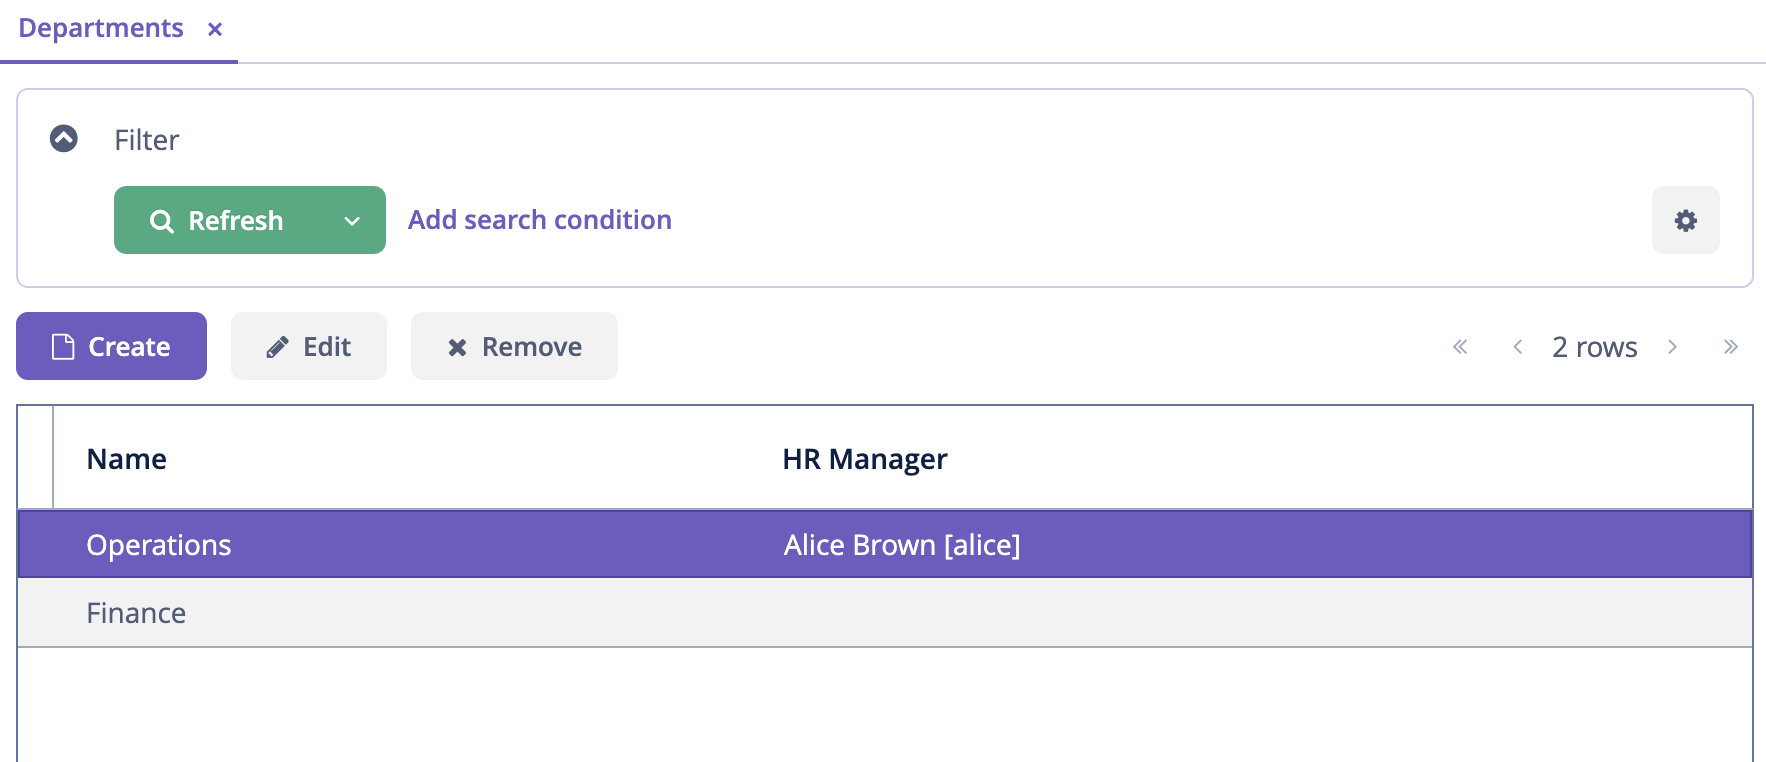 Departments
Filter
Refresh Add search condition
Create Edit Remove 2 rows
Name HR Manager
Operations Alice Brown [alice]
Finance